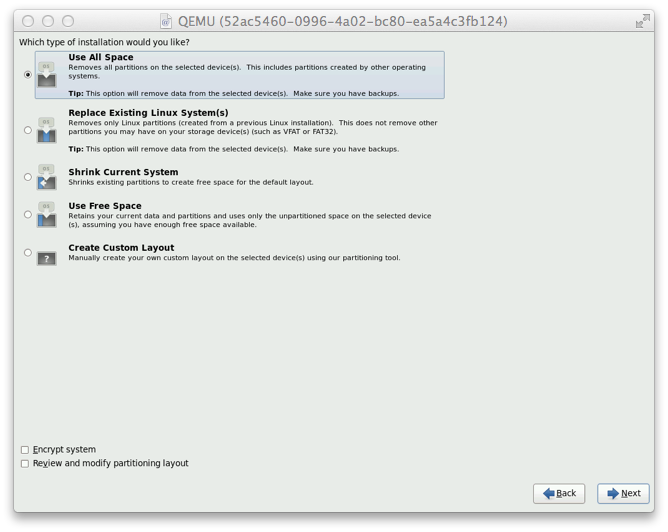 QEMU (52ac5460-0996-4a02-bc80-ea5a4c3fb124)
Which type of installation would you like?
Use All Space
Removes all partitions on the selected device(s).  This includes partitions created by other operating
systems.
Tip: This option will remove data from the selected device(s).  Make sure you have backups.
Replace Existing Linux System(s)
Removes only Linux partitions (created from a previous Linux installation).  This does not remove other
partitions you may have on your storage device(s) (such as VFAT or FAT32).
Tip: This option will remove data from the selected device(s).  Make sure you have backups.
Shrink Current System
Shrinks existing partitions to create free space for the default layout.
Use Free Space
Retains your current data and partitions and uses only the unpartitioned space on the selected device
(s), assuming you have enough free space available.
Create Custom Layout
Manually create your own custom layout on the selected device(s) using our partitioning tool.
Encrypt system
Review and modify partitioning layout
Back
Next